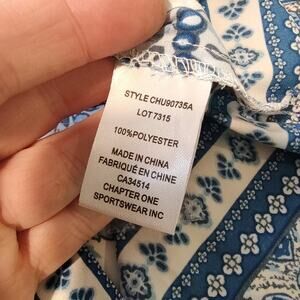 STYLE CHU90735A
LOT 7315
100%POLYESTER
MADE IN CHINA
FABRIQUÉ EN CHINE
CA34514
CHAPTER ONE
SPORTSWEAR INC